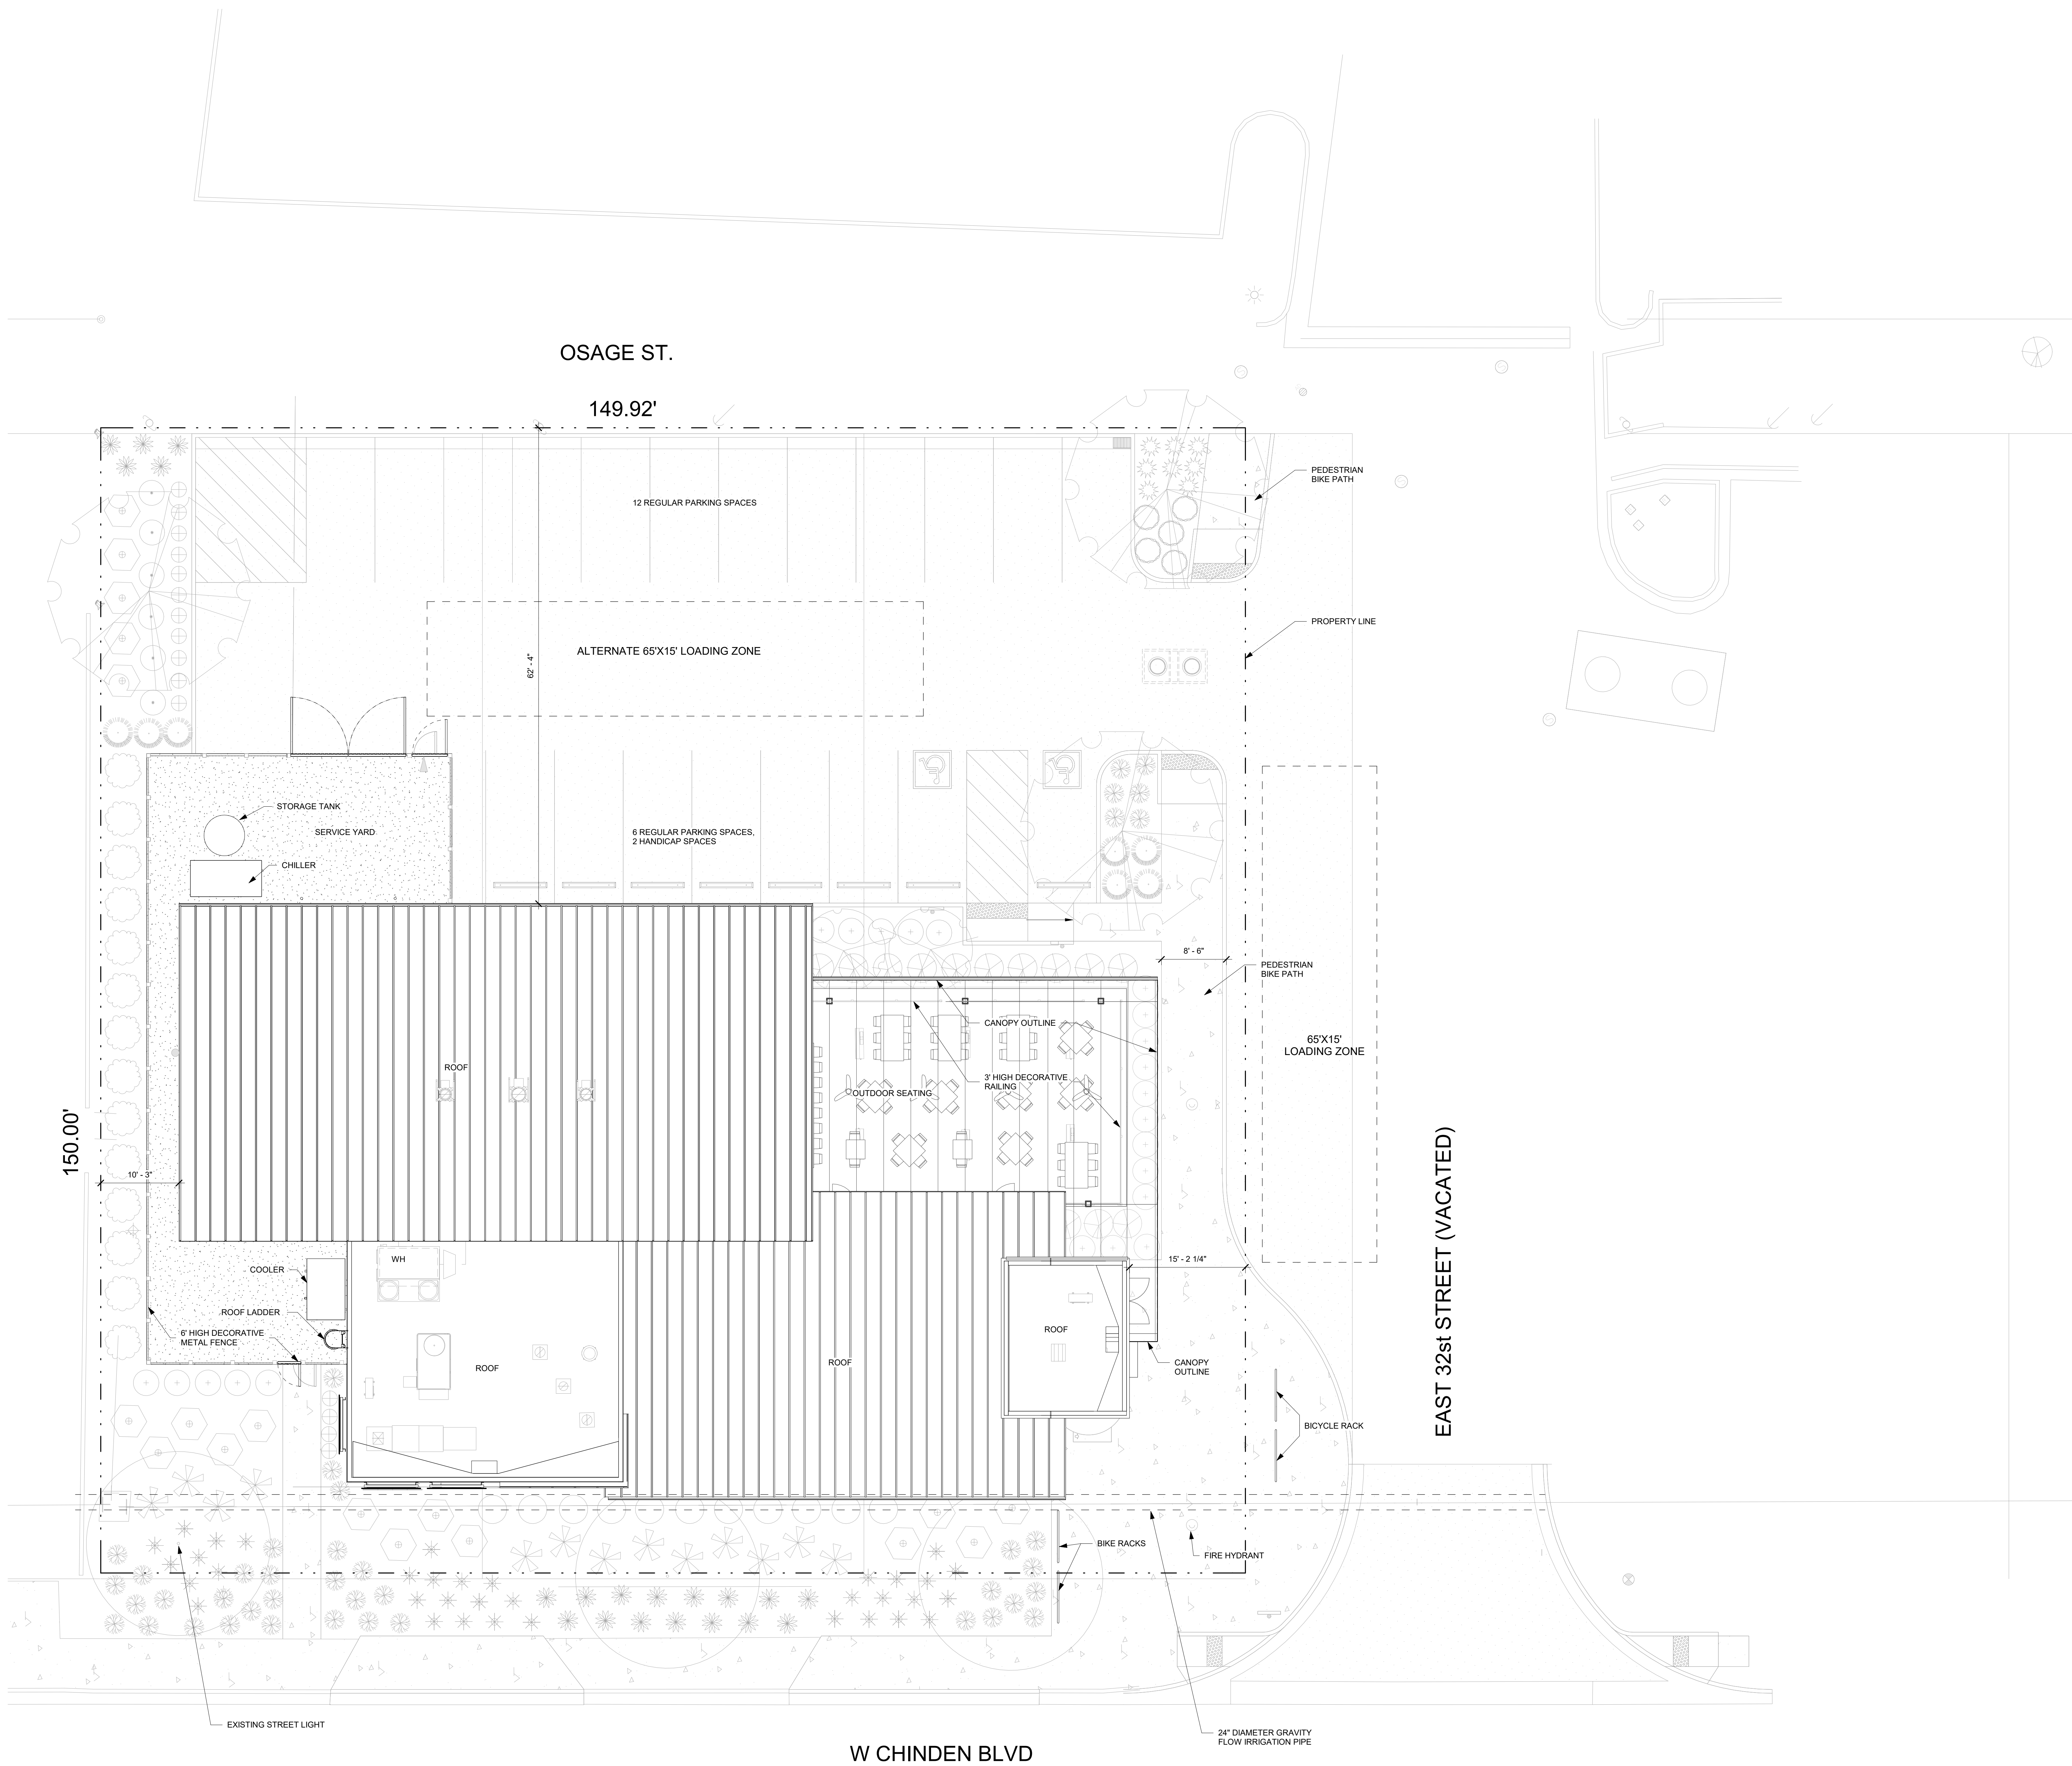 OSAGE ST.
149.92'
PEDESTRIAN
BIKE PATH
12 REGULAR PARKING SPACES
PROPERTY LINE
ALTERNATE 65'X15' LOADING ZONE
62' - 4"
STORAGE TANK
SERVICE YARD
6 REGULAR PARKING SPACES,
2 HANDICAP SPACES
CHILLER
8' - 6"
PEDESTRIAN
BIKE PATH
CANOPY OUTLINE
65'X15'
LOADING ZONE
ROOF
3' HIGH DECORATIVE
RAILING
OUTDOOR SEATING
150.00'
10' - 3"
EAST 32st STREET (VACATED)
WH
15' - 2 1/4"
COOLER
ROOF LADDER
6' HIGH DECORATIVE
METAL FENCE
ROOF
ROOF
ROOF
CANOPY
OUTLINE
BICYCLE RACK
BIKE RACKS
FIRE HYDRANT
EXISTING STREET LIGHT
24" DIAMETER GRAVITY
FLOW IRRIGATION PIPE
W CHINDEN BLVD